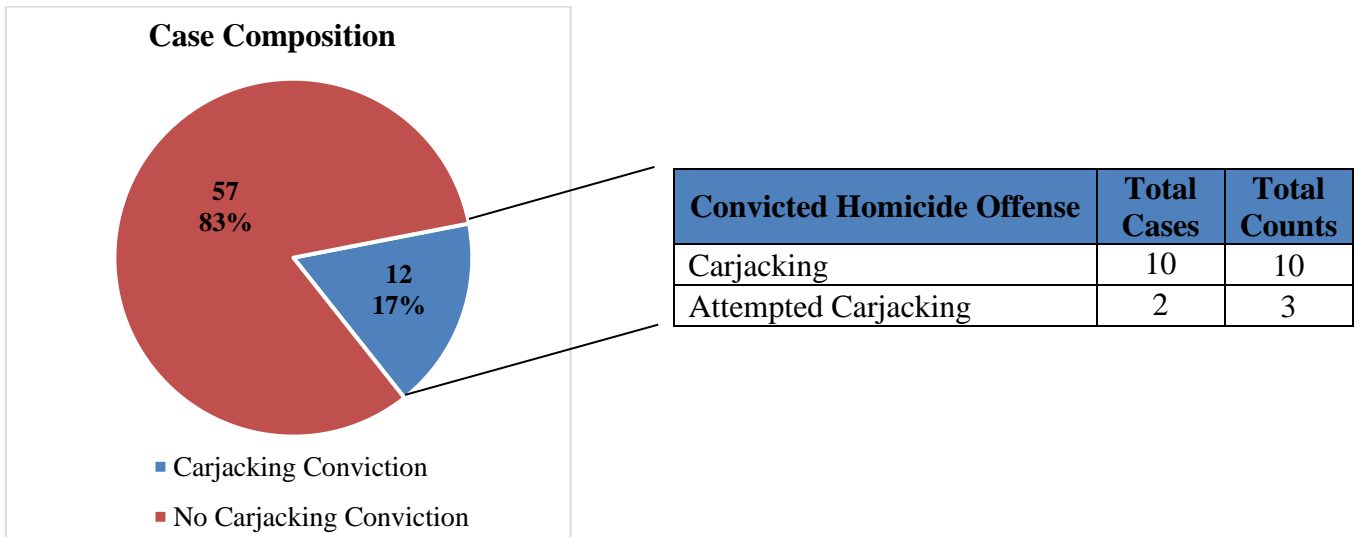 Case Composition
57
83%
12
17%
Carjacking Conviction
No Carjacking Conviction
Convicted Homicide Offense Total Cases Total Counts
Carjacking 10 10
Attempted Carjacking 2 3